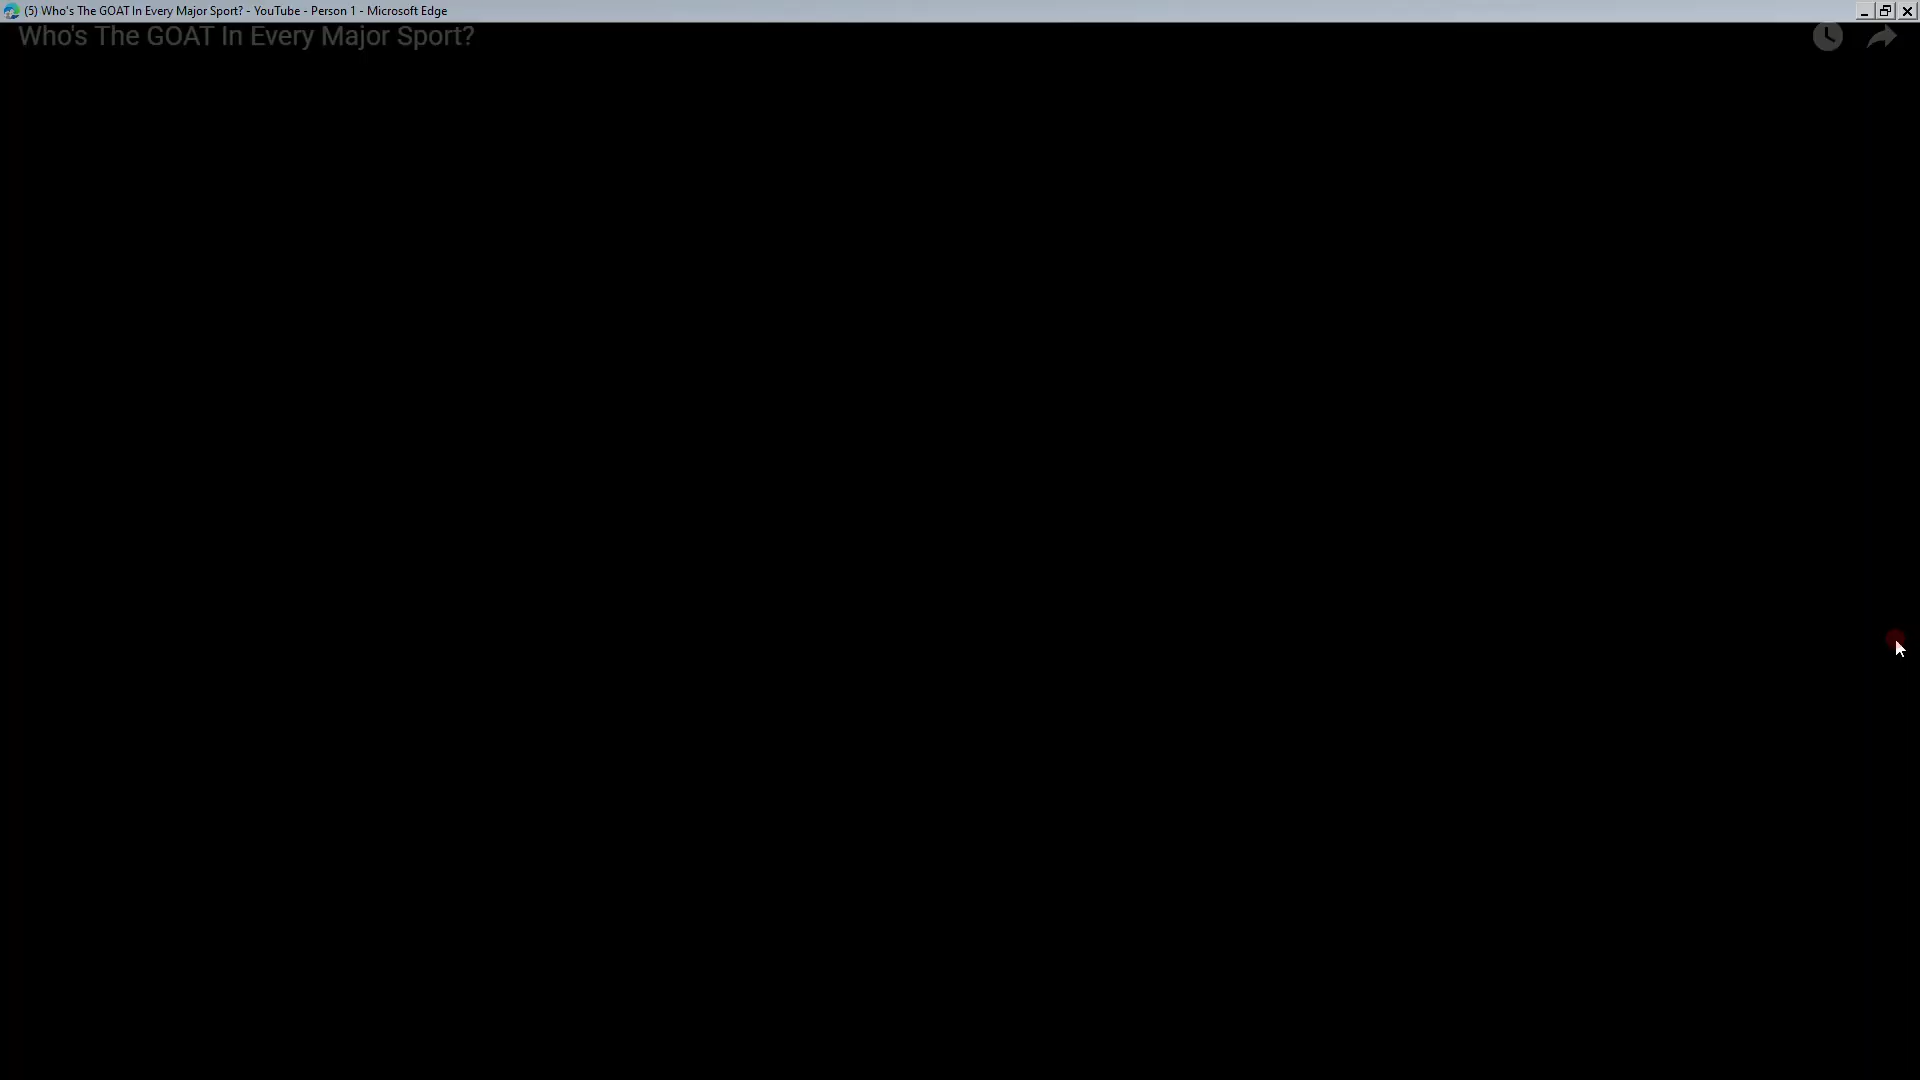 (5) Who's The GOAT In Every Major Sport? - YouTube - Person 1 - Microsoft Edge
Who's The GOAT In Every Major Sport?